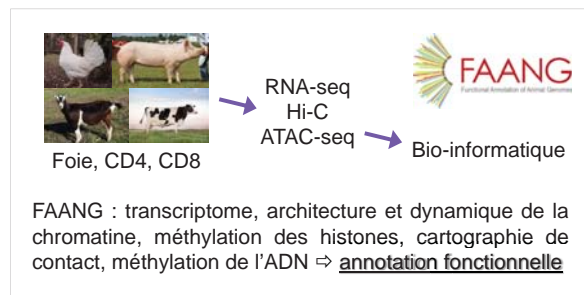 FAANG
Functional Annotation of Animal Genomes
RNA-seq
Hi-C
ATAC-seq
Foie, CD4, CD8
Bio-informatique
FAANG : transcriptome, architecture et dynamique de la
chromatine, méthylation des histones, cartographie de
contact, méthylation de l'ADN ⇨ annotation fonctionnelle